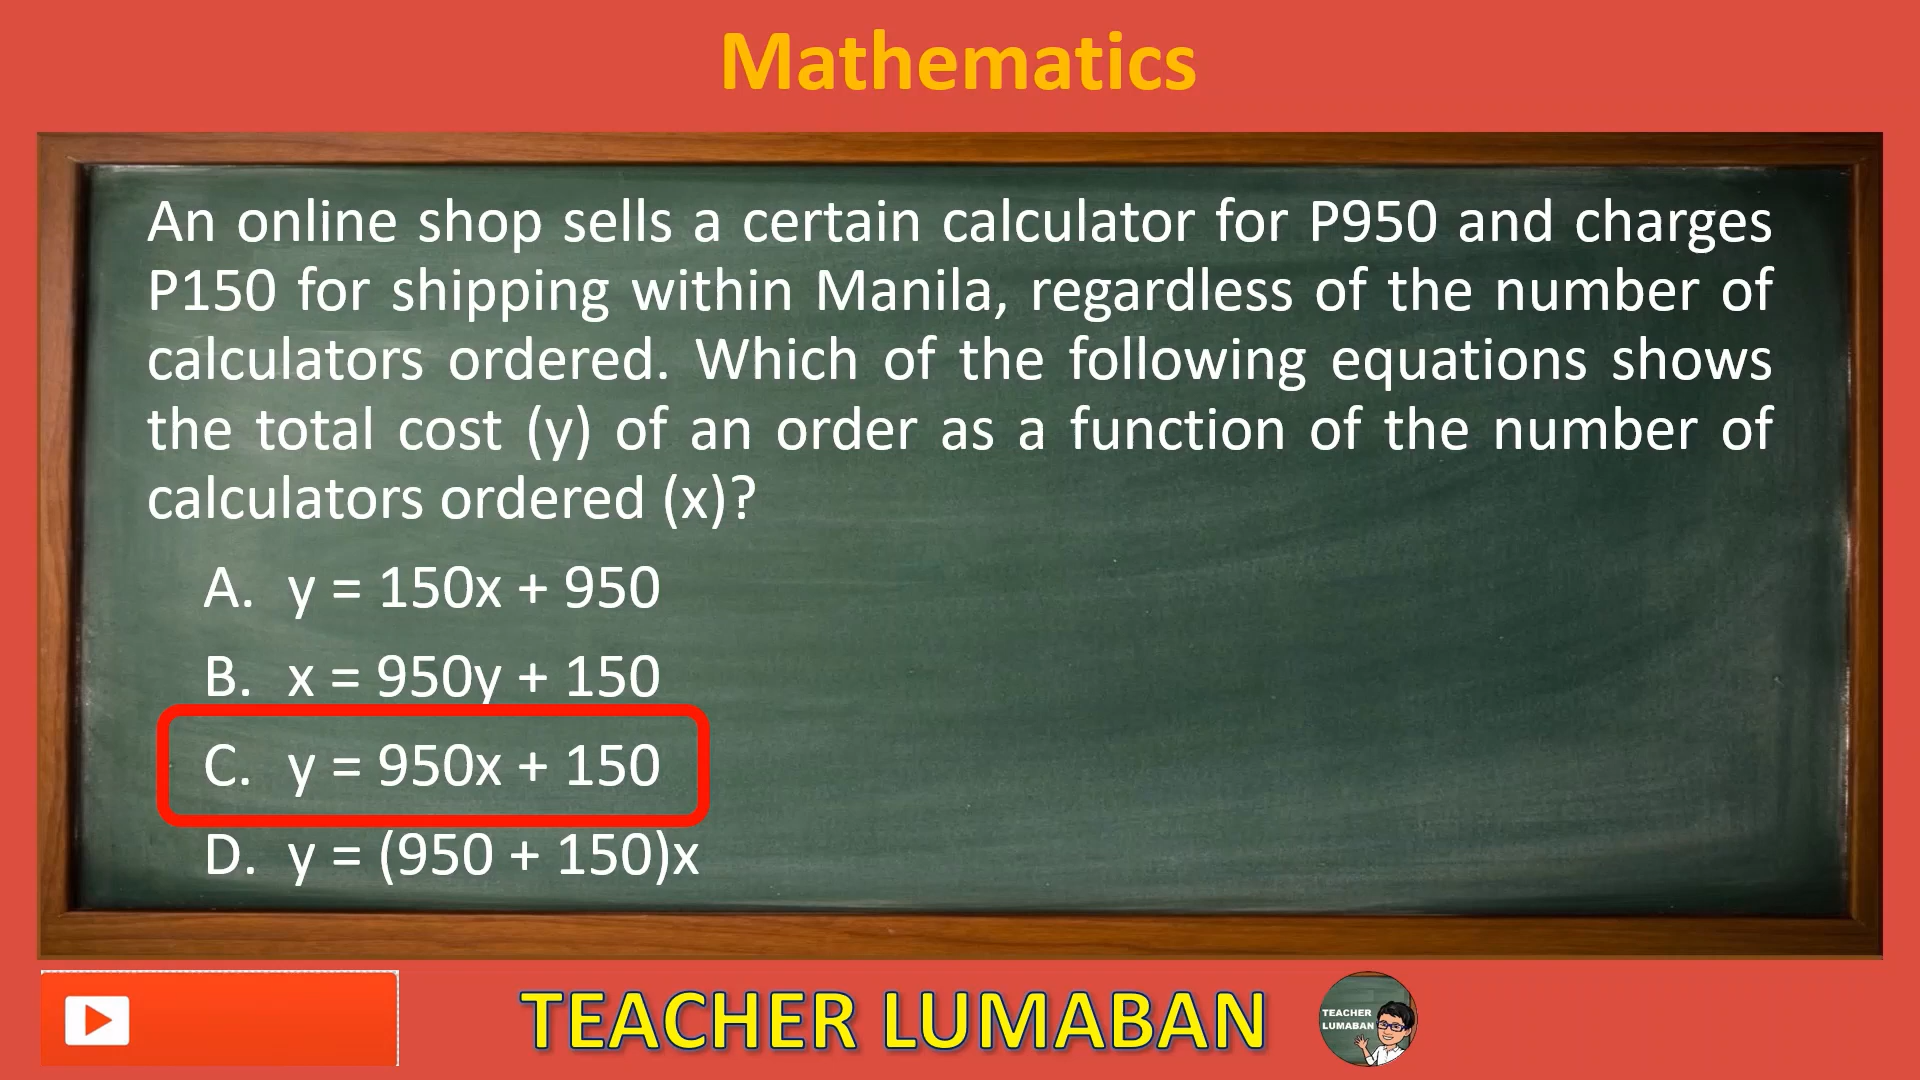 Mathematics
An online shop sells a certain calculator for P950 and charges
P150 for shipping within Manila, regardless of the number of
calculators ordered. Which of the following equations shows
the total cost (y) of an order as a function of the number of
calculators ordered (x)?
A. y = 150x + 950
B. x = 950y + 150
C. y = 950x + 150
D. y = (950 + 150)x
TEACHER LUMABAN
TEACHER
LUMABAN